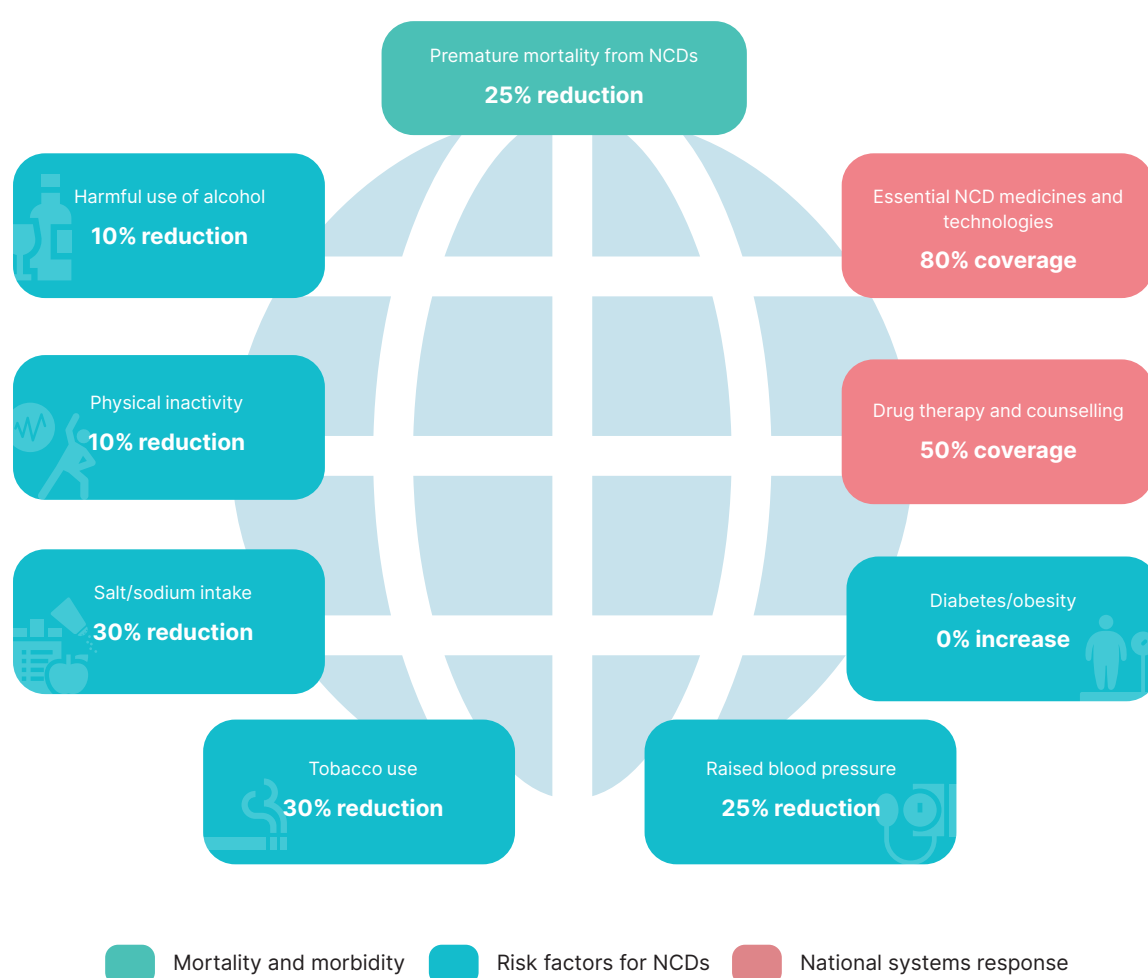 Premature mortality from NCDs
25% reduction
Harmful use of alcohol
10% reduction
Essential NCD medicines and
technologies
80% coverage
Physical inactivity
10% reduction
Drug therapy and counselling
50% coverage
Salt/sodium intake
30% reduction
Diabetes/obesity
0% increase
Tobacco use
30% reduction
Raised blood pressure
25% reduction
Mortality and morbidity
Risk factors for NCDs
National systems response